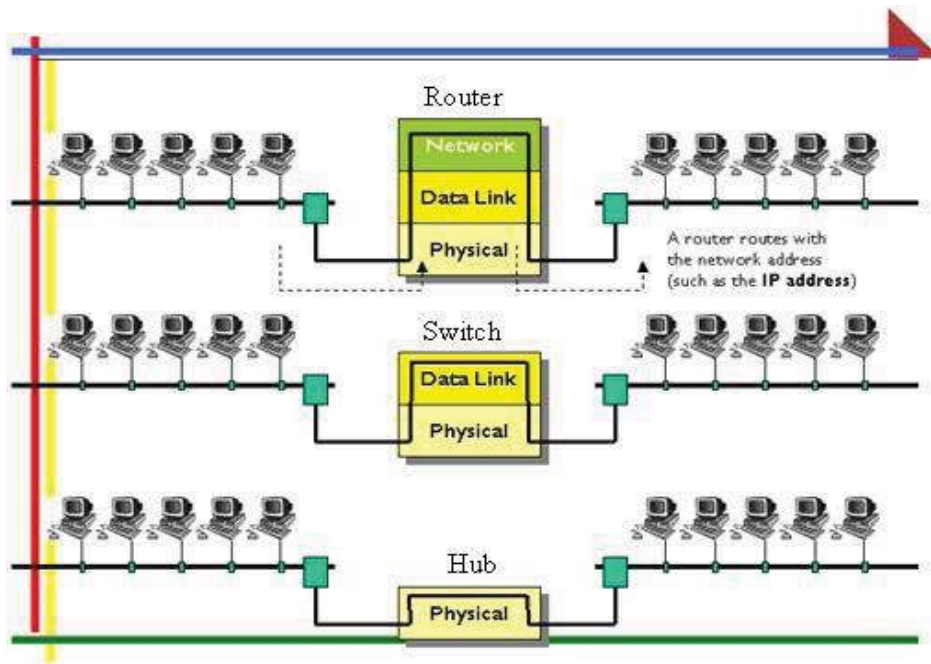 Router
Network
Data Link
Physical
A router routes with
the network address
(such as the IP address)
Switch
Data Link
Physical
Hub
Physical